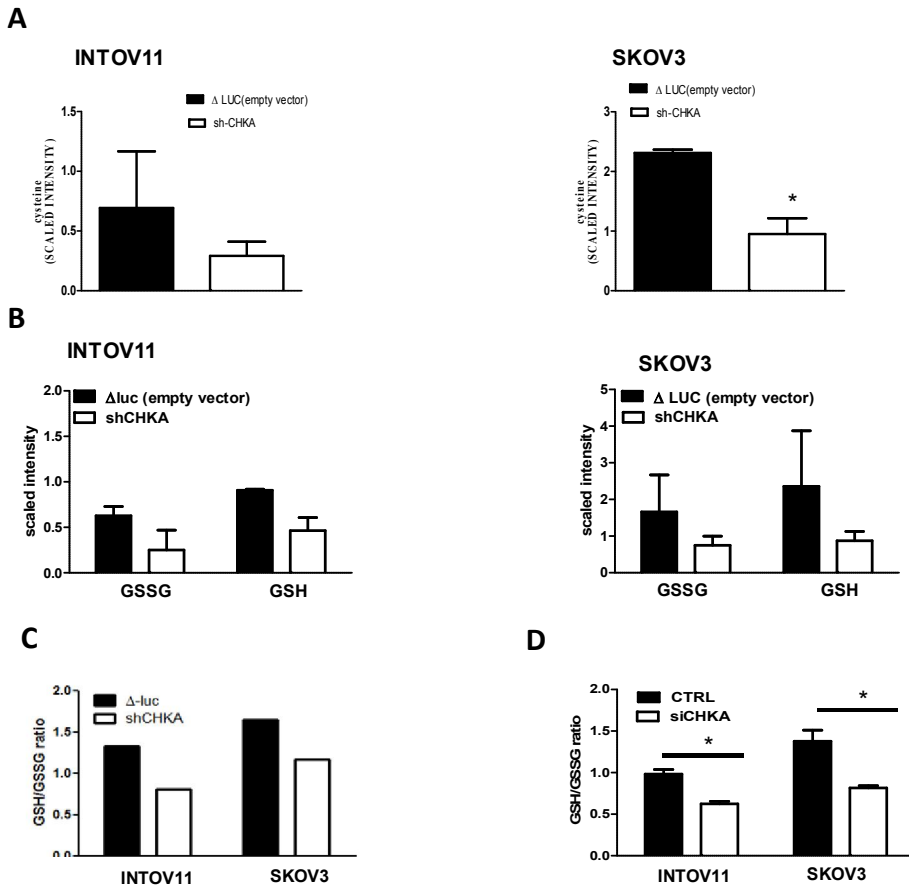 A
INTOV11
Δ LUC(empty vector)
sh-CHKA
cysteine
(SCALED INTENSITY)
1.5
1.0
0.5
0.0
SKOV3
Δ LUC(empty vector)
sh-CHKA
cysteine
(SCALED INTENSITY)
3
2
1
0
*
B
INTOV11
Δluc (empty vector)
shCHKA
scaled intensity
2.0
1.5
1.0
0.5
0.0
GSSG GSH
SKOV3
Δ LUC (empty vector)
shCHKA
scaled intensity
5
4
3
2
1
0
GSSG GSH
C
Δ-luc
shCHKA
GSH/GSSG ratio
2.0
1.5
1.0
0.5
0.0
INTOV11 SKOV3
D
CTRL
siCHKA
GSH/GSSG ratio
2.0
1.5
1.0
0.5
0.0
*
*
INTOV11 SKOV3